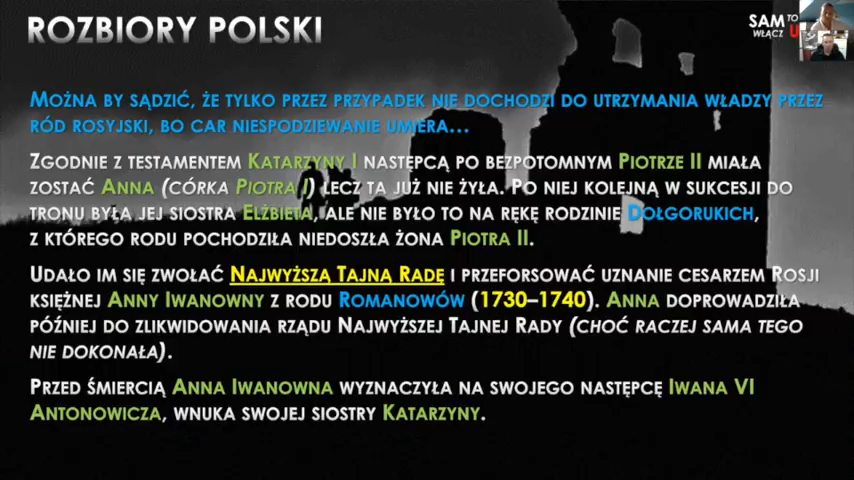 ROZBIORY POLSKI
SAM TO
WŁĄCZ U
MOŻNA BY SĄDZIĆ, ŻE TYLKO PRZEZ PRZYPADEK NIE DOCHODZI DO UTRZYMANIA WŁADZY PRZEZ
RÓD ROSYJSKI, BO CAR NIESPODZIEWANIE UMIERA...
ZGODNIE Z TESTAMENTEM KATARZYNY I NASTĘPCĄ PO BEZPOTOMNYM PIOTRZE II MIAŁA
ZOSTAĆ ANNA (CÓRKA PIOTRA I) LECZ TA JUŻ NIE ŻYŁA. PO NIEJ KOLEJNĄ W SUKCESJI DO
TRONU BYŁA JEJ SIOSTRA ELŻBIETA, ALE NIE BYŁO TO NA RĘKĘ RODZINIE DOŁGORUKICH,
Z KTÓREGO RODU POCHODZIŁA NIEDOSZŁA ŻONA PIOTRA II.
UDAŁO IM SIĘ ZWOŁAĆ NAJWYŻSZĄ TAJNĄ RADĘ I PRZEFORSOWAĆ UZNANIE CESARZEM ROSJI
KSIĘŻNEJ ANNY IWANOWNY Z RODU ROMANOWÓW (1730–1740). ANNA DOPROWADZIŁA
PÓŹNIEJ DO ZLIKWIDOWANIA RZĄDU NAJWYŻSZEJ TAJNEJ RADY (CHOĆ RACZEJ SAMA TEGO
NIE DOKONAŁA).
PRZED ŚMIERCIĄ ANNA IWANOWNA WYZNACZYŁA NA SWOJEGO NASTĘPCĘ IWANA VI
ANTONOWICZA, WNUKA SWOJEJ SIOSTRY KATARZYNY.